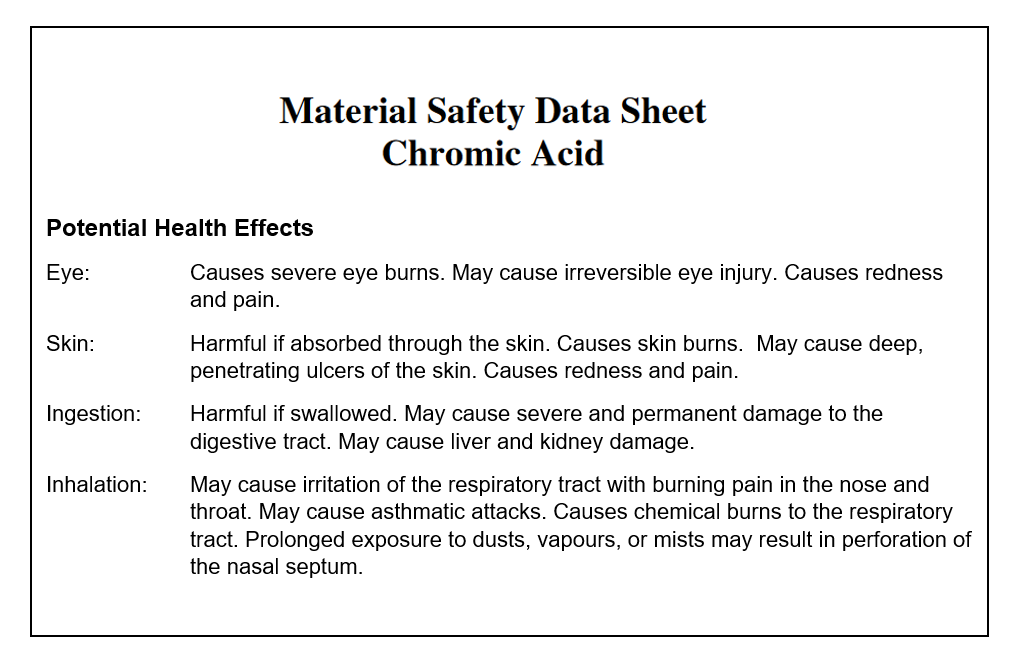 Material Safety Data Sheet
Chromic Acid
Potential Health Effects
Eye: Causes severe eye burns. May cause irreversible eye injury. Causes redness
and pain.
Skin: Harmful if absorbed through the skin. Causes skin burns.  May cause deep,
penetrating ulcers of the skin. Causes redness and pain.
Ingestion: Harmful if swallowed. May cause severe and permanent damage to the
digestive tract. May cause liver and kidney damage.
Inhalation: May cause irritation of the respiratory tract with burning pain in the nose and
throat. May cause asthmatic attacks. Causes chemical burns to the respiratory
tract. Prolonged exposure to dusts, vapours, or mists may result in perforation of
the nasal septum.